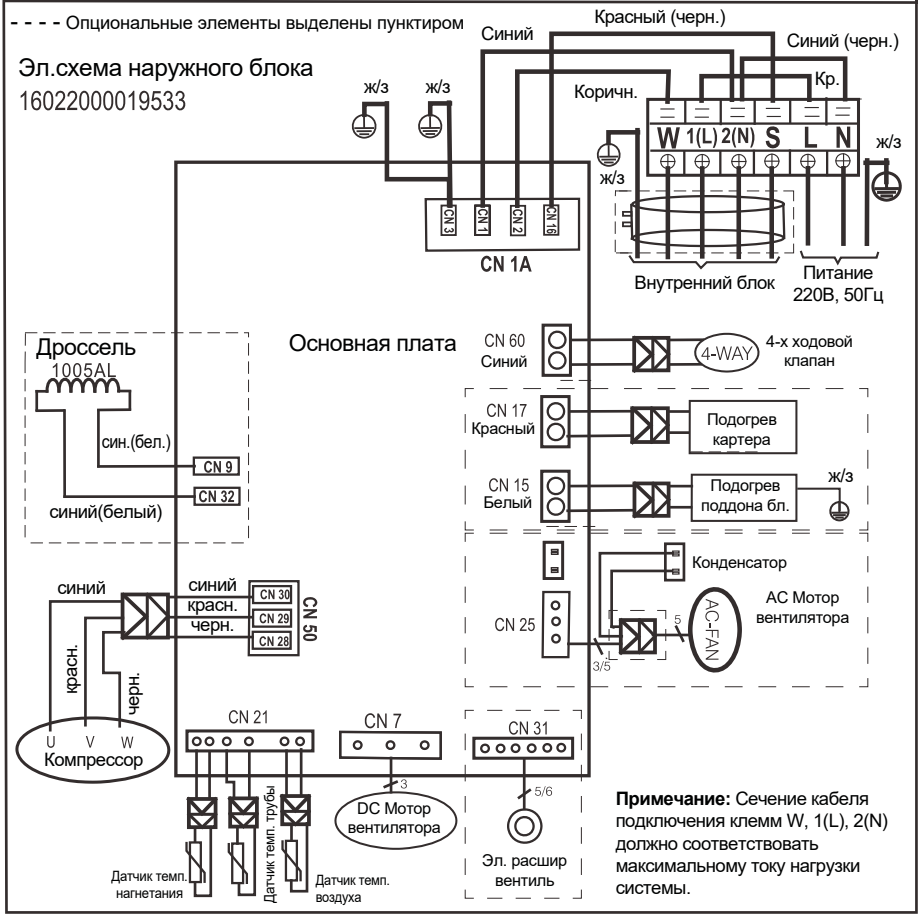 - - - - Опциональные элементы выделены пунктиром
Эл.схема наружного блока
16022000019533
Красный (черн.)
Синий
Синий (черн.)
Коричн.
Кр.
ж/з
ж/з
W 1(L) 2(N) S L N
ж/з
ж/з
CN 3
CN 1
CN 2
CN 16
CN 1A
Внутренний блок
Питание
220В, 50Гц
Дроссель
1005AL
син.(бел.)
CN 9
CN 32
синий(белый)
Основная плата
CN 60
Синий
4-WAY
4-х ходовой
клапан
CN 17
Красный
Подогрев
картера
CN 15
Белый
Подогрев
поддона бл.
ж/з
Конденсатор
CN 25
3/5
5
AC-FAN
АС Мотор
вентилятора
синий
синий
красн.
черн.
CN 30
CN 29
CN 28
CN 50
красн.
черн.
U V W
Компрессор
CN 21
Датчик темп.
нагнетания
Датчик темп. трубы
Датчик темп.
воздуха
CN 7
3
DC Мотор
вентилятора
CN 31
5/6
Эл. расшир
вентиль
Примечание: Сечение кабеля
подключения клемм W, 1(L), 2(N)
должно соответствовать
максимальному току нагрузки
системы.